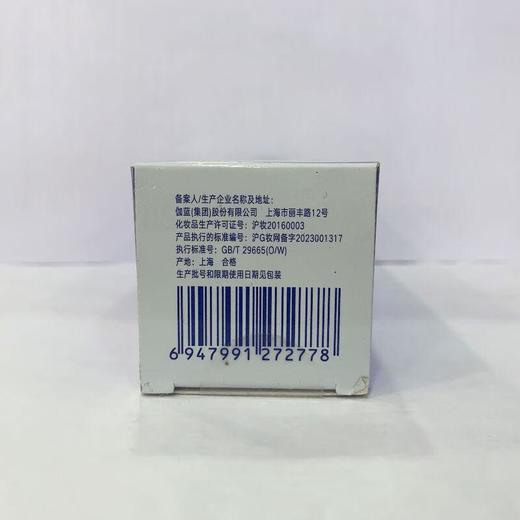 备案人/生产企业名称及地址：
伽蓝(集团)股份有限公司 上海市丽丰路12号
化妆品生产许可证号：沪妆20160003
产品执行的标准编号：沪G妆网备字2023001317
执行标准号：GB/T 29665(O/W)
产地：上海 合格
生产批号和限期使用日期见包装
6 947991 272778